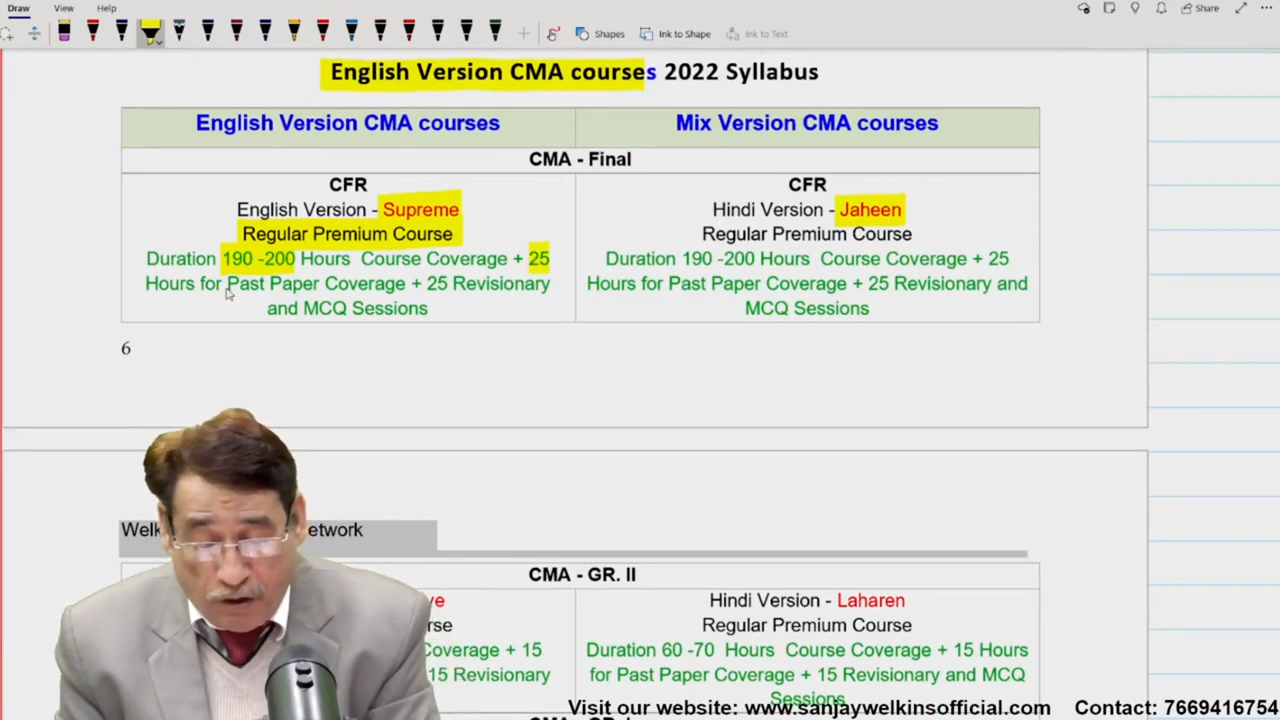 Draw View Help
Share
Shapes Ink to Shape Ink to Text
English Version CMA courses 2022 Syllabus
English Version CMA courses Mix Version CMA courses
CMA - Final
CFR
English Version - Supreme
Regular Premium Course
Duration 190 -200 Hours Course Coverage + 25
Hours for Past Paper Coverage + 25 Revisionary
and MCQ Sessions
CFR
Hindi Version - Jaheen
Regular Premium Course
Duration 190 -200 Hours Course Coverage + 25
Hours for Past Paper Coverage + 25 Revisionary and
MCQ Sessions
6
Welk etwork
CMA - GR. II
ve
rse
Coverage + 15
15 Revisionary
Hindi Version - Laharen
Regular Premium Course
Duration 60 -70 Hours Course Coverage + 15 Hours
for Past Paper Coverage + 15 Revisionary and MCQ
Sessions
Visit our website: www.sanjaywelkinsofficial.com Contact: 7669416754